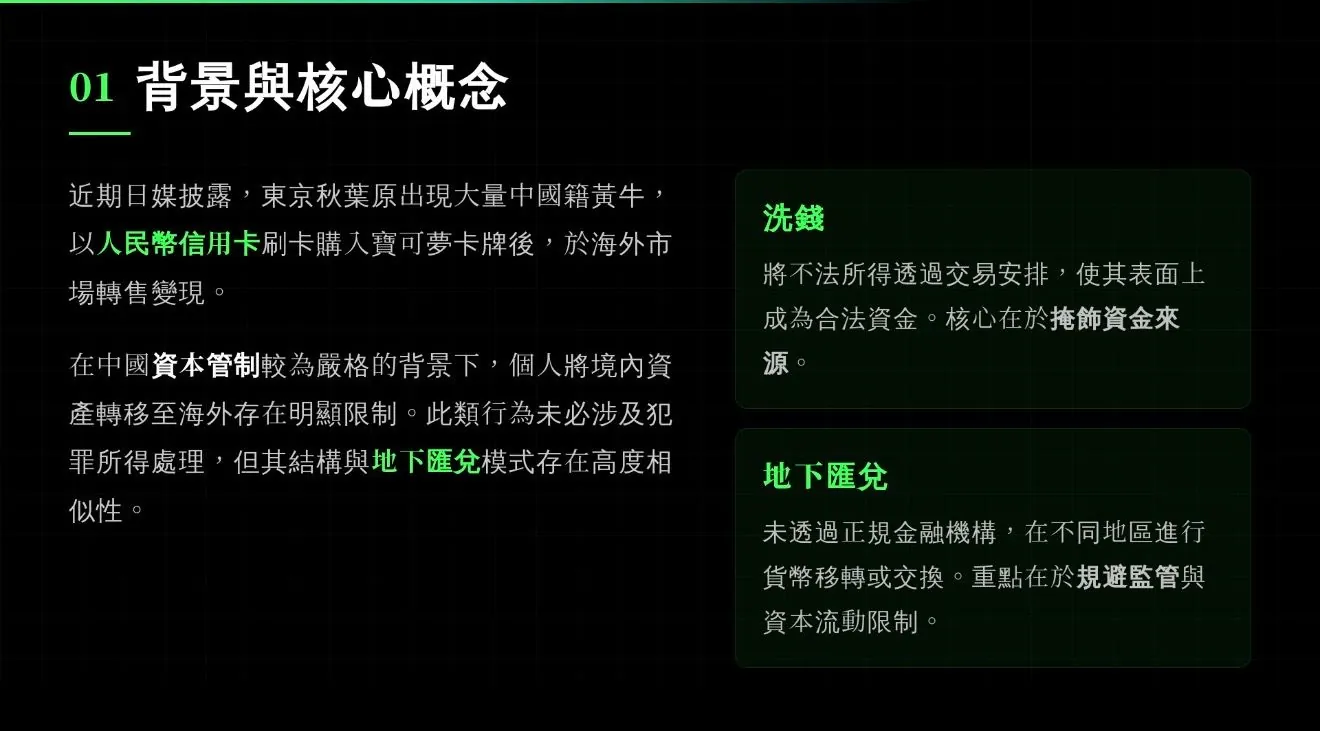 01 背景與核心概念
近期日媒披露，東京秋葉原出現大量中國籍黃牛，
以人民幣信用卡刷卡購入寶可夢卡牌後，於海外市
場轉售變現。
在中國資本管制較為嚴格的背景下，個人將境內資
產轉移至海外存在明顯限制。此類行為未必涉及犯
罪所得處理，但其結構與地下匯兌模式存在高度相
似性。
洗錢
將不法所得透過交易安排，使其表面上
成為合法資金。核心在於掩飾資金來
源。
地下匯兌
未透過正規金融機構，在不同地區進行
貨幣移轉或交換。重點在於規避監管與
資本流動限制。